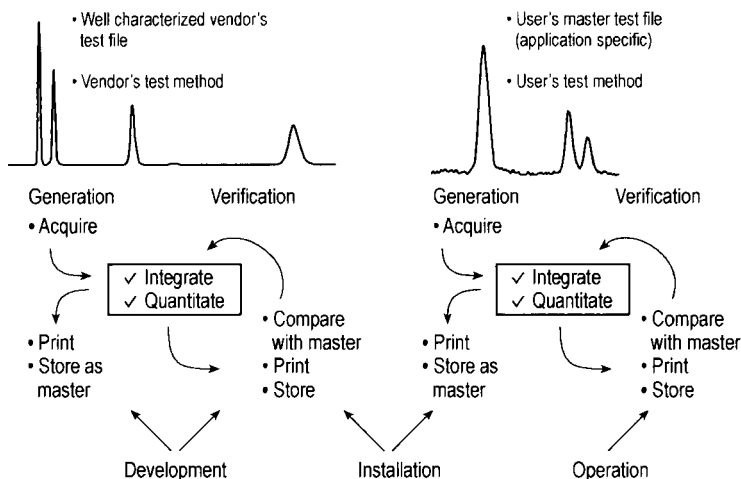 • Well characterized vendor's
test file
• Vendor's test method
Generation
Verification
• Acquire
✓ Integrate
✓ Quantitate
• Print
• Store as
master
• Compare
with master
• Print
• Store
• User's master test file
(application specific)
• User's test method
Generation
Verification
• Acquire
✓ Integrate
✓ Quantitate
• Print
• Store as
master
• Compare
with master
• Print
• Store
Development
Installation
Operation